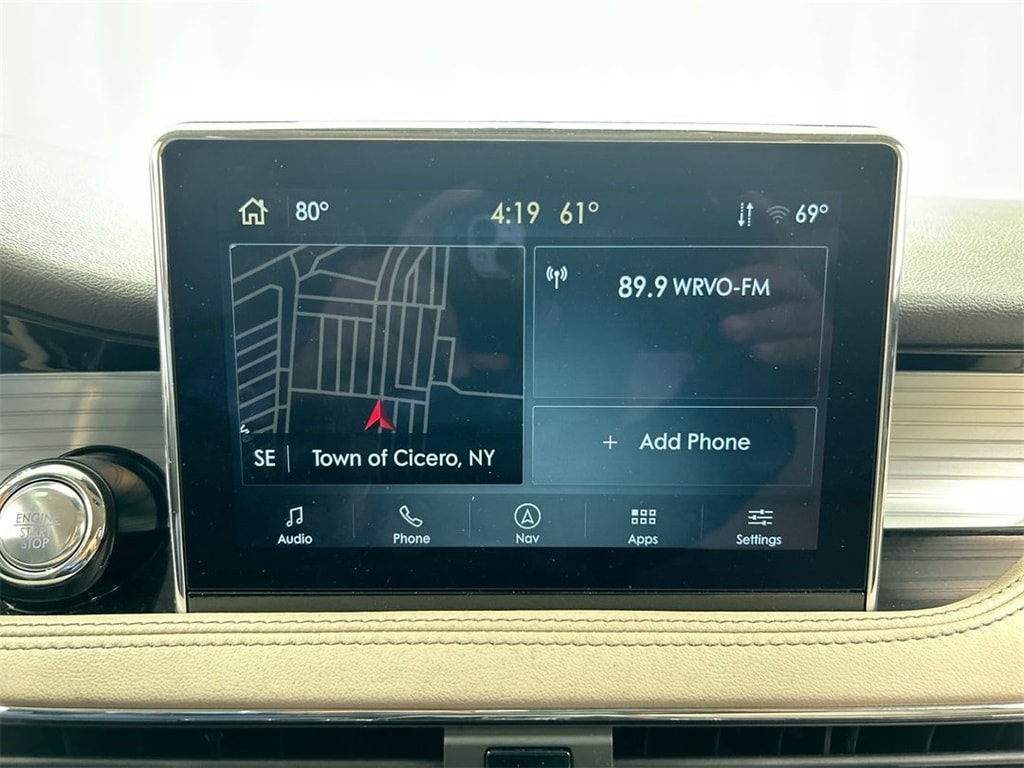 80° 4:19 61° 69°
89.9 WRVO-FM
SE Town of Cicero, NY
+ Add Phone
Audio Phone Nav Apps Settings
ENGINE
START
STOP